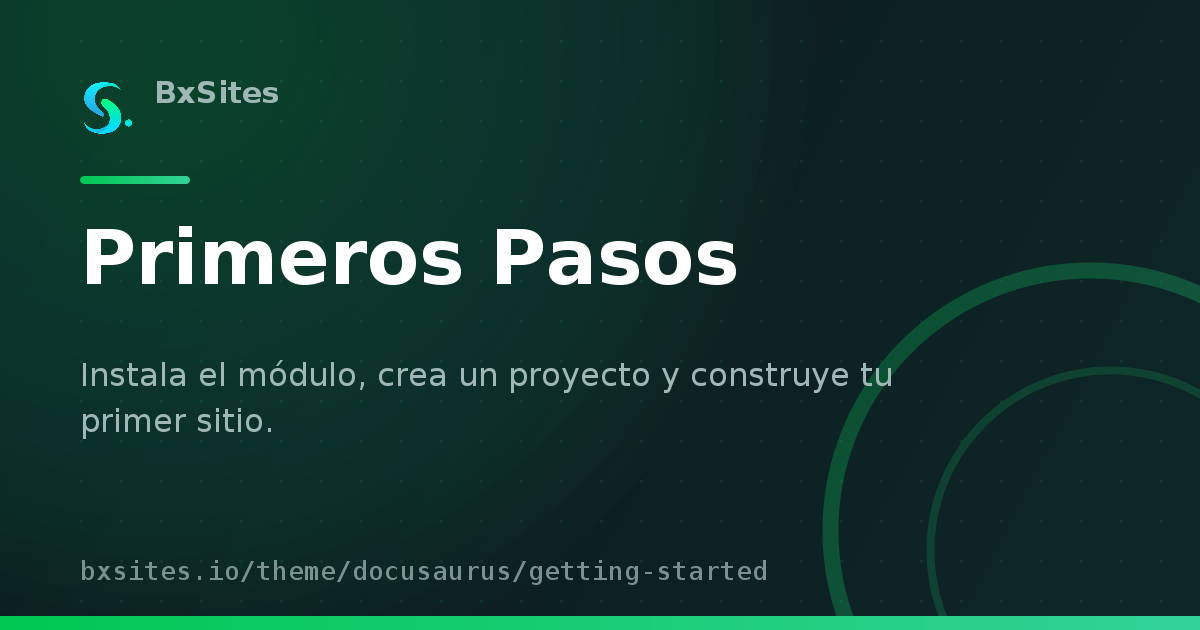 BxSites
Primeros Pasos
Instala el módulo, crea un proyecto y construye tu
primer sitio.
bxsites.io/theme/docusaurus/getting-started